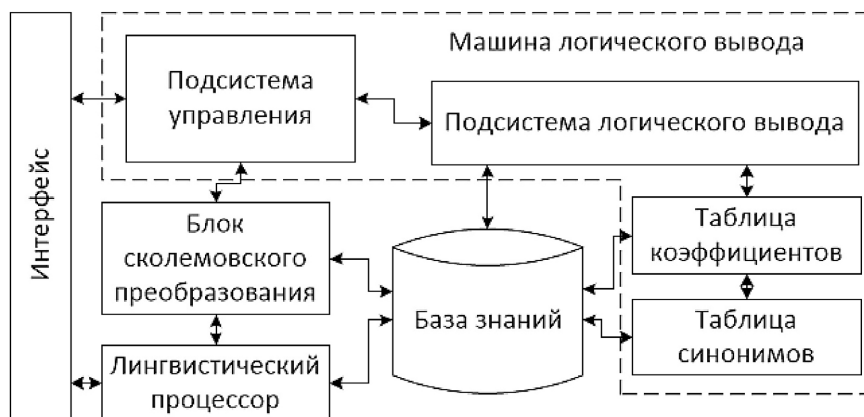 Интерфейс
Машина логического вывода
Подсистема
управления
Подсистема логического вывода
Блок
сколемовского
преобразования
Таблица
коэффициентов
База знаний
Таблица
синонимов
Лингвистический
процессор